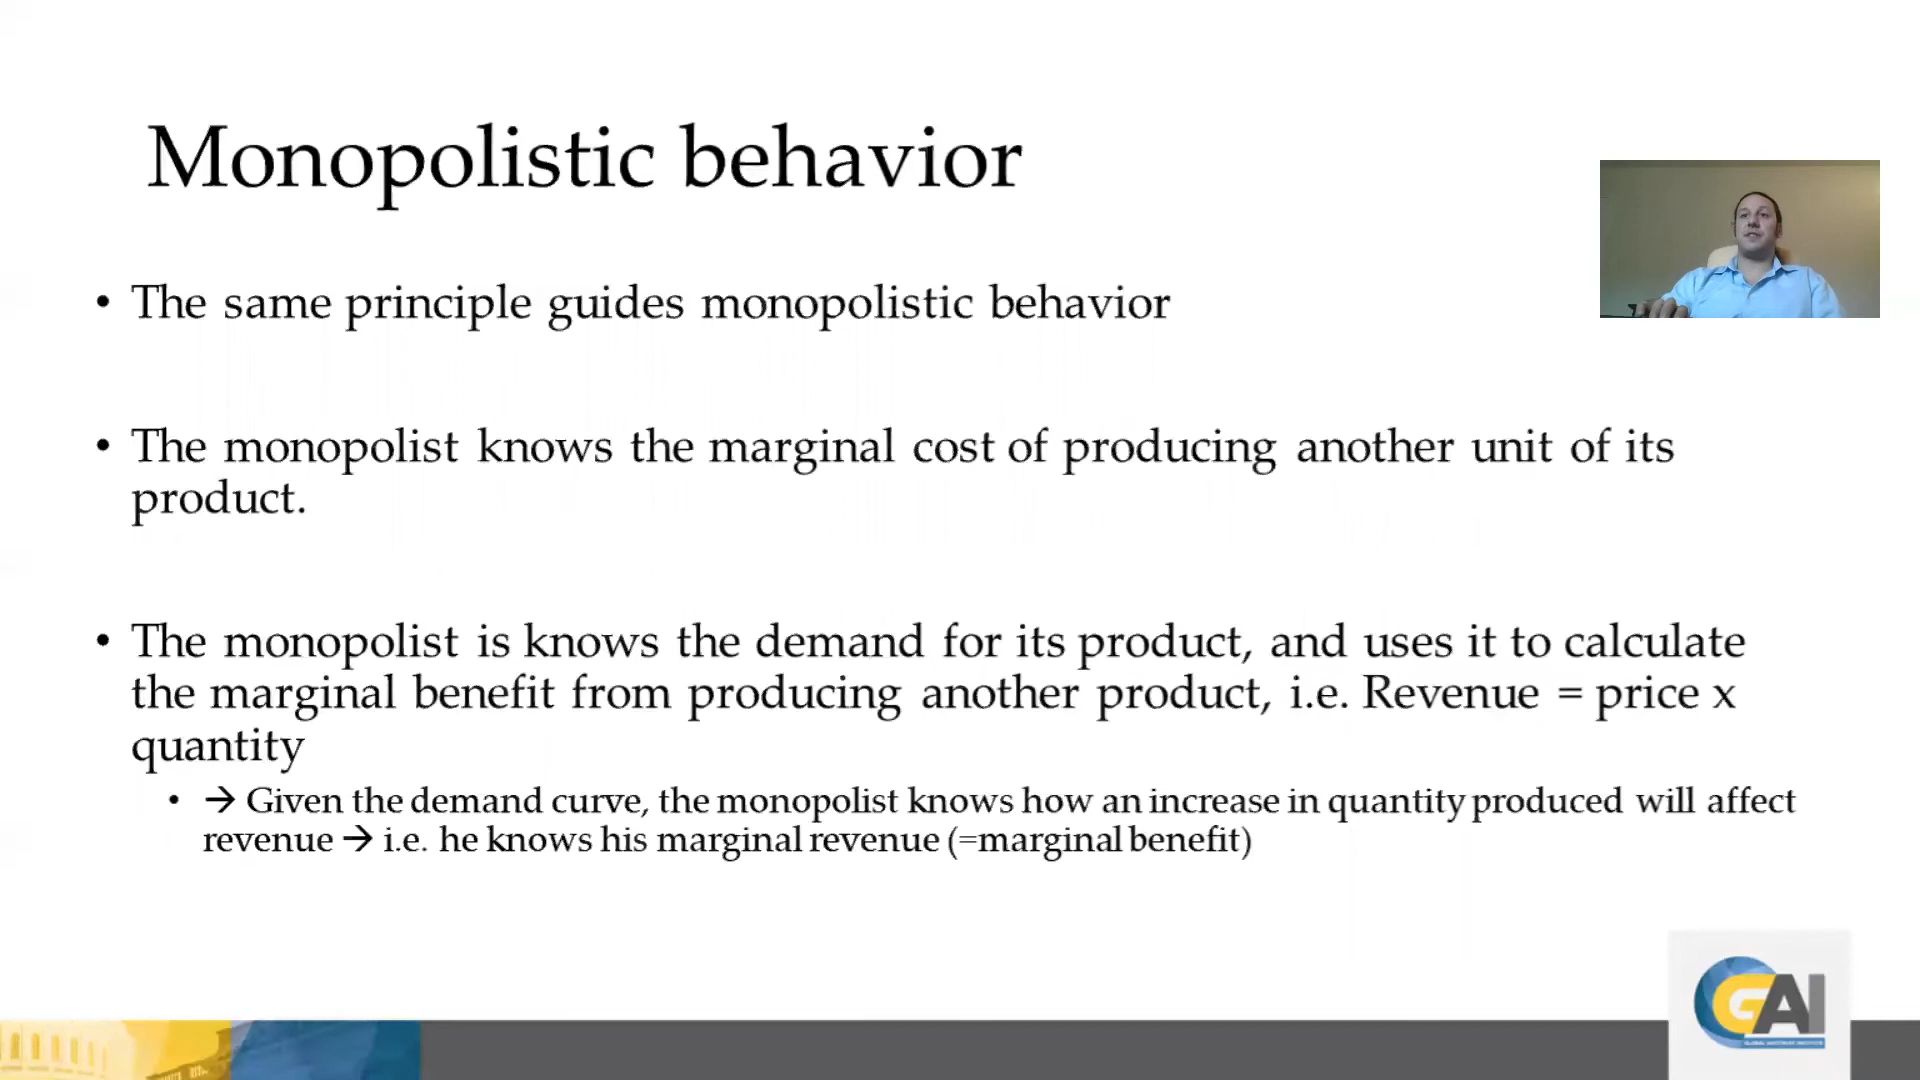 Monopolistic behavior
• The same principle guides monopolistic behavior
• The monopolist knows the marginal cost of producing another unit of its
product.
• The monopolist is knows the demand for its product, and uses it to calculate
the marginal benefit from producing another product, i.e. Revenue = price x
quantity
• → Given the demand curve, the monopolist knows how an increase in quantity produced will affect
revenue → i.e. he knows his marginal revenue (=marginal benefit)
GAI
GLOBAL ANTITRUST INSTITUTE